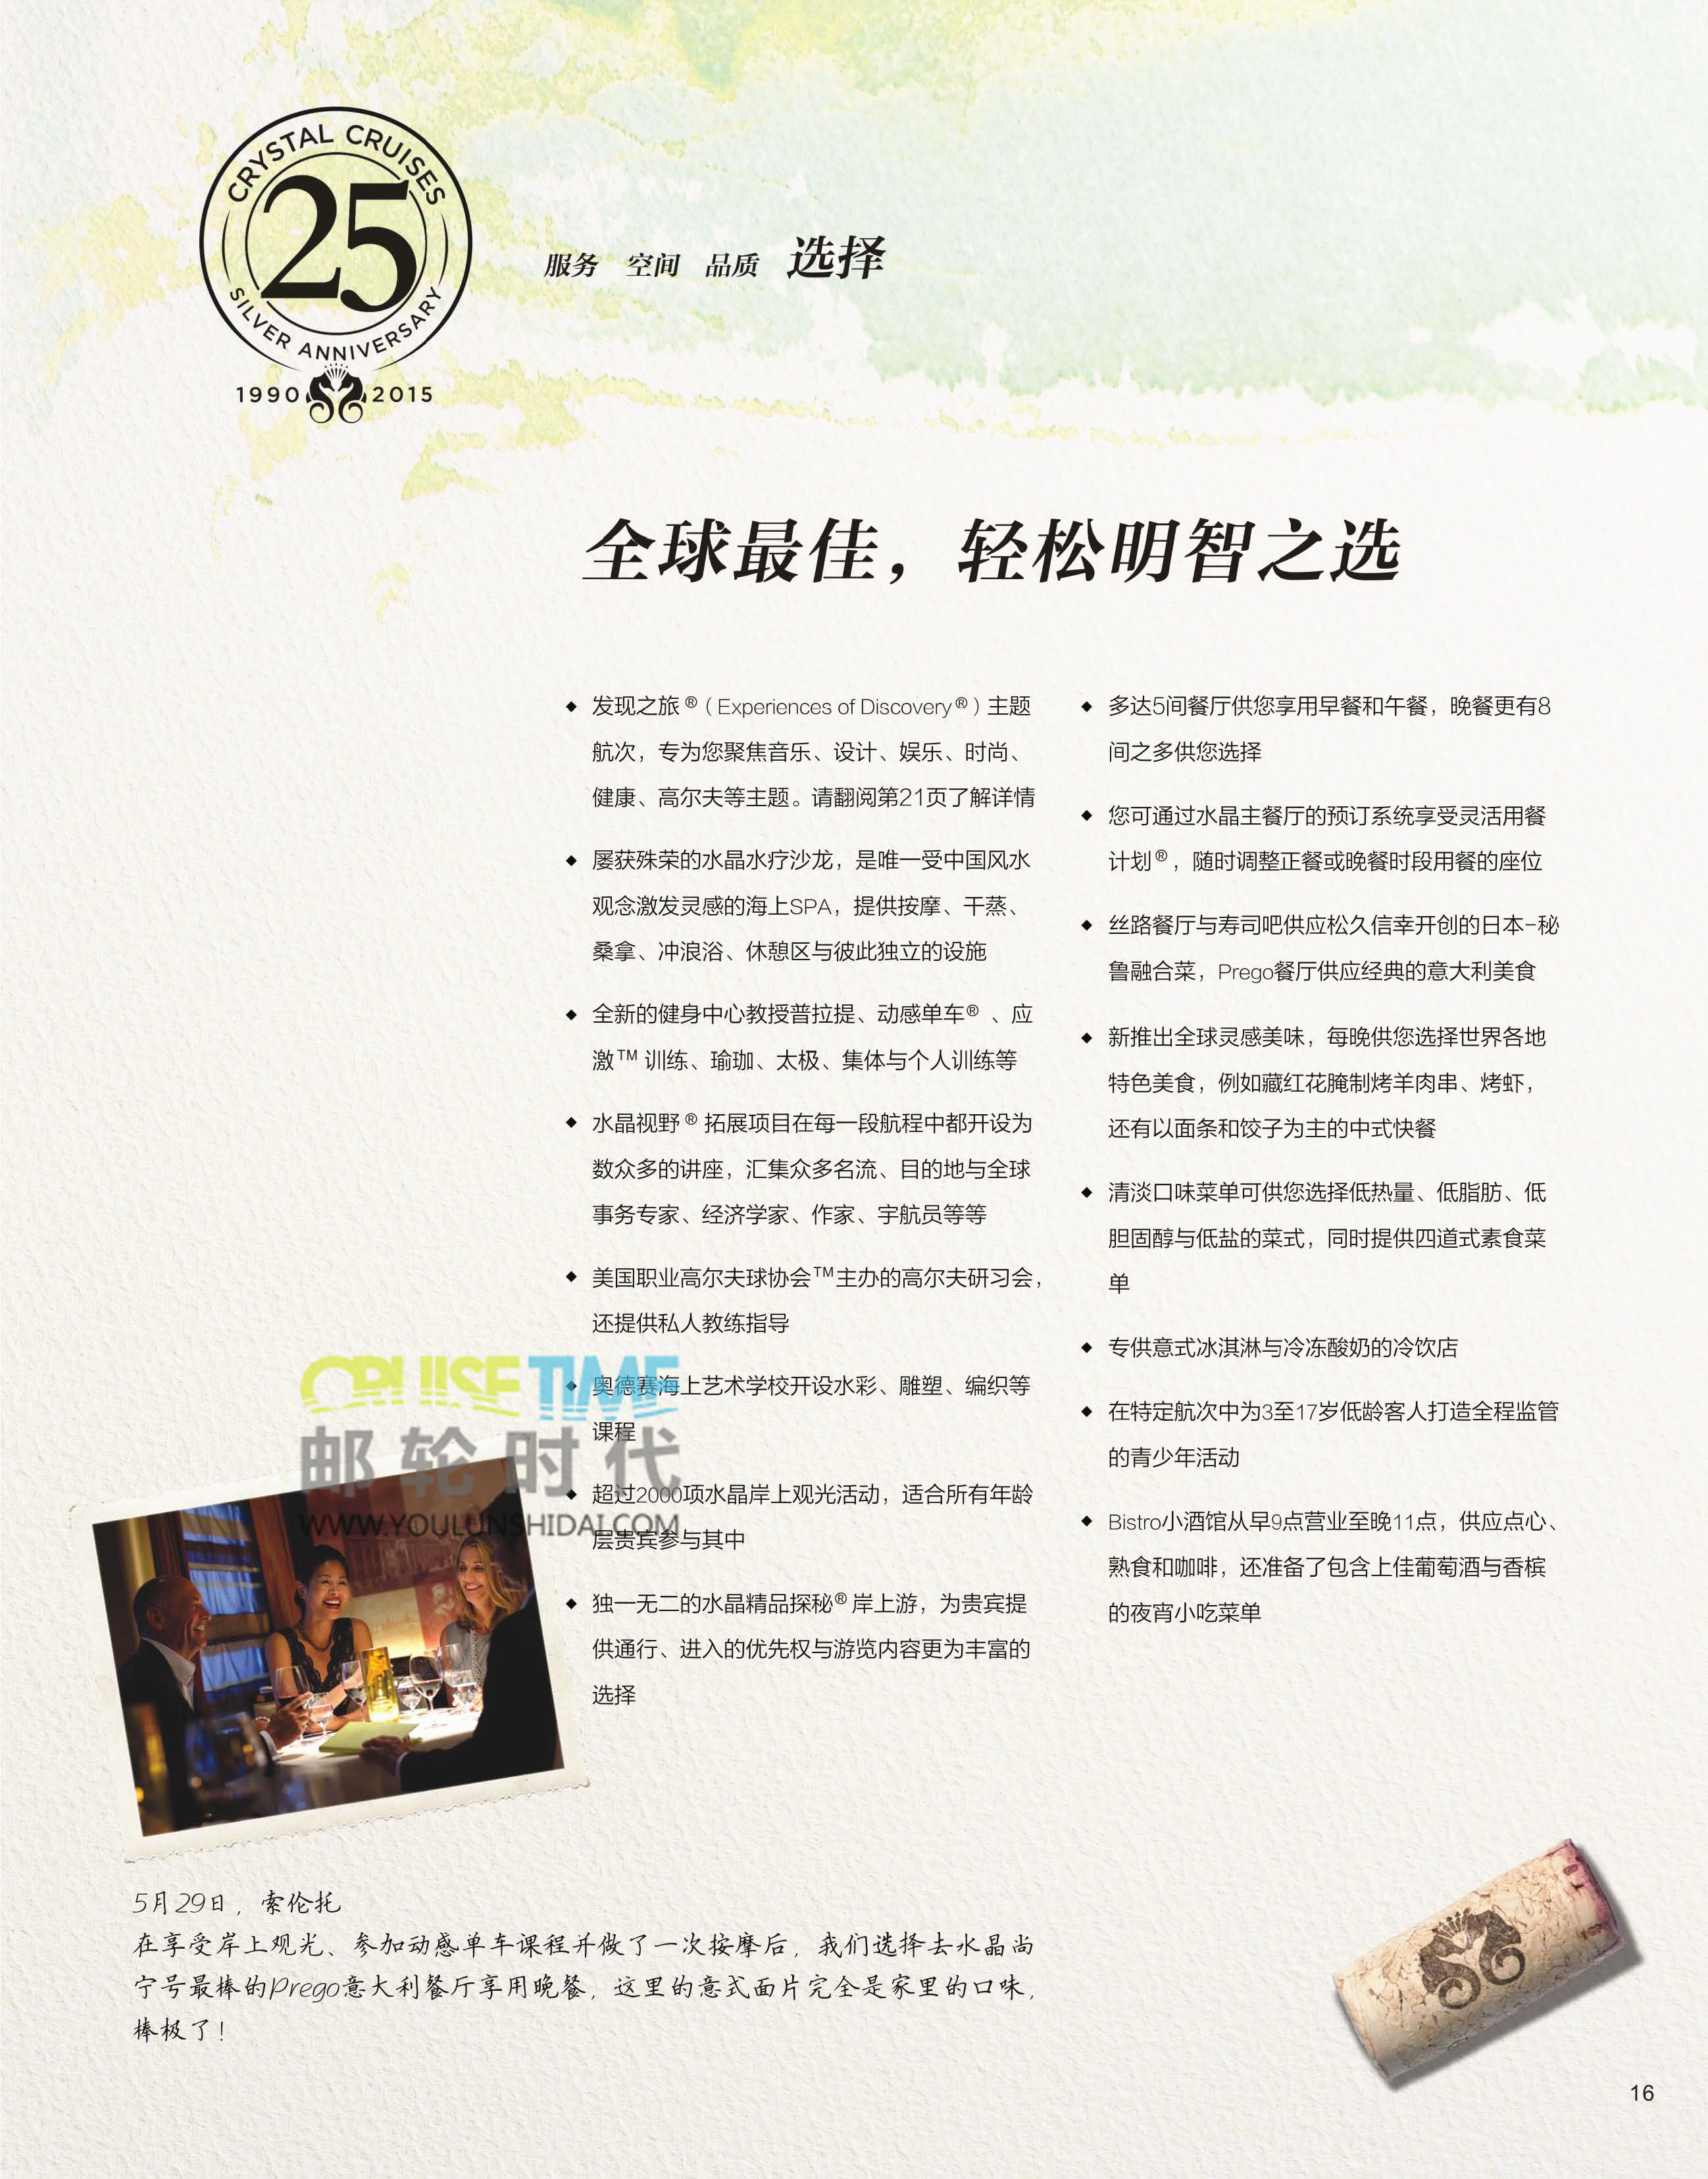 CRYSTAL CRUISES
25
SILVER ANNIVERSARY
1990 2015
服务 空间 品质 选择
全球最佳，轻松明智之选
◆ 发现之旅®（Experiences of Discovery®）主题
航次，专为您聚焦音乐、设计、娱乐、时尚、
健康、高尔夫等主题。请翻阅第21页了解详情
◆ 屡获殊荣的水晶水疗沙龙，是唯一受中国风水
观念激发灵感的海上SPA，提供按摩、干蒸、
桑拿、冲浪浴、休憩区与彼此独立的设施
◆ 全新的健身中心教授普拉提、动感单车®、应
激™ 训练、瑜珈、太极、集体与个人训练等
◆ 水晶视野® 拓展项目在每一段航程中都开设为
数众多的讲座，汇集众多名流、目的地与全球
事务专家、经济学家、作家、宇航员等等
◆ 美国职业高尔夫球协会™主办的高尔夫研习会，
还提供私人教练指导
◆ 奥德赛海上艺术学校开设水彩、雕塑、编织等
课程
◆ 超过2000项水晶岸上观光活动，适合所有年龄
层贵宾参与其中
◆ 独一无二的水晶精品探秘®岸上游，为贵宾提
供通行、进入的优先权与游览内容更为丰富的
选择
◆ 多达5间餐厅供您享用早餐和午餐，晚餐更有8
间之多供您选择
◆ 您可通过水晶主餐厅的预订系统享受灵活用餐
计划®，随时调整正餐或晚餐时段用餐的座位
◆ 丝路餐厅与寿司吧供应松久信幸开创的日本-秘
鲁融合菜，Prego餐厅供应经典的意大利美食
◆ 新推出全球灵感美味，每晚供您选择世界各地
特色美食，例如藏红花腌制烤羊肉串、烤虾，
还有以面条和饺子为主的中式快餐
◆ 清淡口味菜单可供您选择低热量、低脂肪、低
胆固醇与低盐的菜式，同时提供四道式素食菜
单
◆ 专供意式冰淇淋与冷冻酸奶的冷饮店
◆ 在特定航次中为3至17岁低龄客人打造全程监管
的青少年活动
◆ Bistro小酒馆从早9点营业至晚11点，供应点心、
熟食和咖啡，还准备了包含上佳葡萄酒与香槟
的夜宵小吃菜单
CRUISETIME
邮轮时代
WWW.YOULUNSHIDAI.COM
5月29日，索伦托
在享受岸上观光、参加动感单车课程并做了一次按摩后，我们选择去水晶尚
宁号最棒的Prego意大利餐厅享用晚餐，这里的意式面片完全是家里的口味，
棒极了！
16